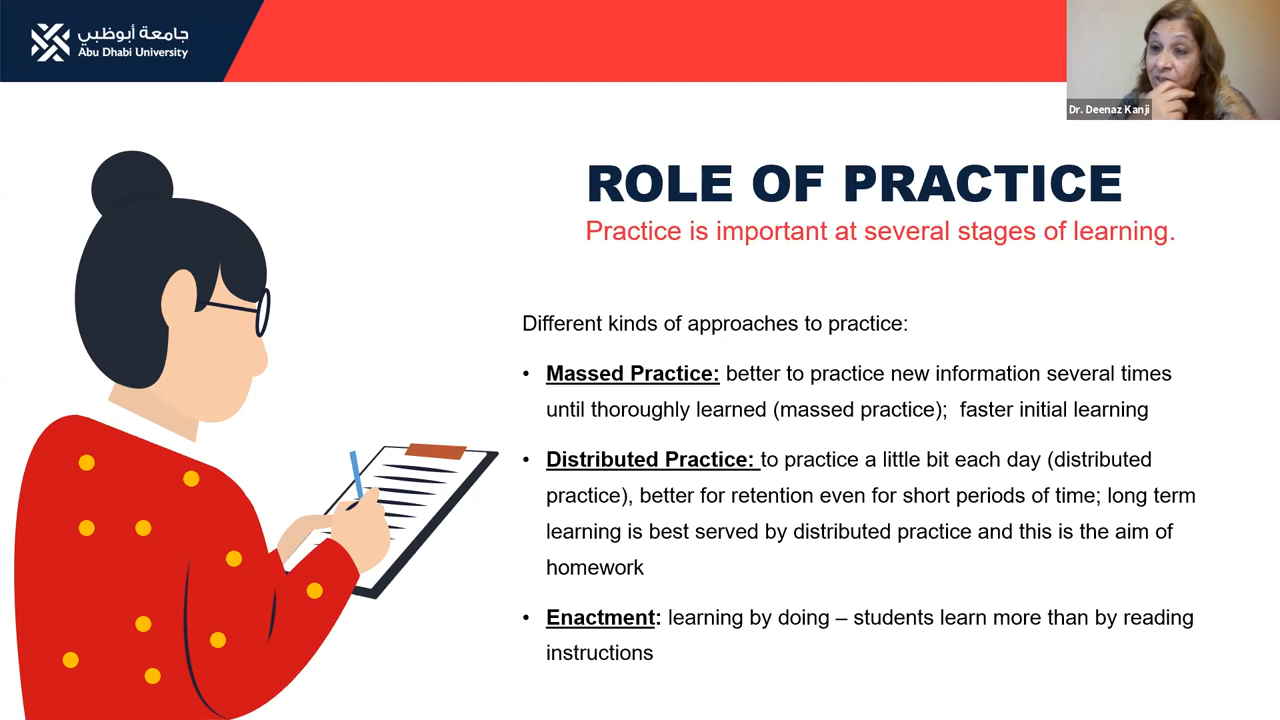 جامعة أبوظبي
Abu Dhabi University
Dr. Deenaz Kanji
ROLE OF PRACTICE
Practice is important at several stages of learning.
Different kinds of approaches to practice:
• Massed Practice: better to practice new information several times
until thoroughly learned (massed practice);  faster initial learning
• Distributed Practice: to practice a little bit each day (distributed
practice), better for retention even for short periods of time; long term
learning is best served by distributed practice and this is the aim of
homework
• Enactment: learning by doing – students learn more than by reading
instructions